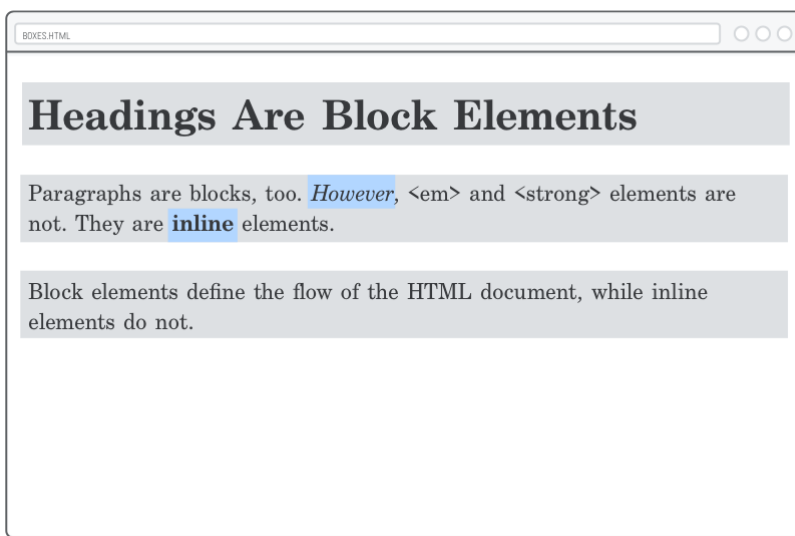 BOXES.HTML
Headings Are Block Elements
Paragraphs are blocks, too. However, <em> and <strong> elements are
not. They are inline elements.
Block elements define the flow of the HTML document, while inline
elements do not.